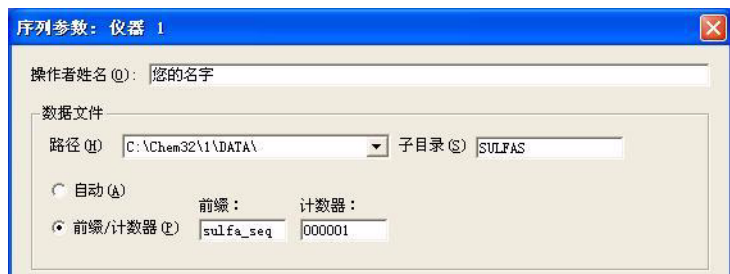 序列参数: 仪器 1
操作者姓名(O): 您的名字
数据文件
路径(H) C:\Chem32\1\DATA\ 子目录(S) SULFAS
自动(A)
前缀: 计数器:
前缀/计数器(P) sulfa_seq 000001